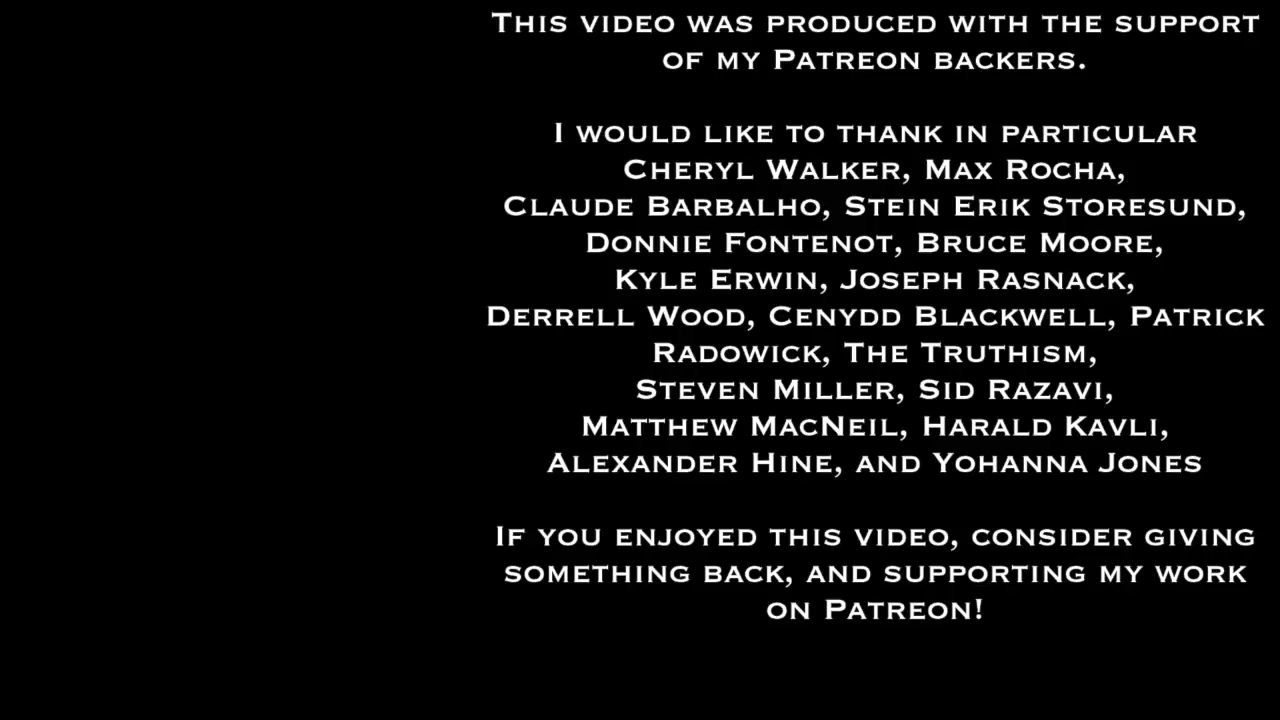 This video was produced with the support
of my Patreon backers.
I would like to thank in particular
Cheryl Walker, Max Rocha,
Claude Barbalho, Stein Erik Storesund,
Donnie Fontenot, Bruce Moore,
Kyle Erwin, Joseph Rasnack,
Derrell Wood, Cenydd Blackwell, Patrick
Radowick, The Truthism,
Steven Miller, Sid Razavi,
Matthew MacNeil, Harald Kavli,
Alexander Hine, and Yohanna Jones
If you enjoyed this video, consider giving
something back, and supporting my work
on Patreon!